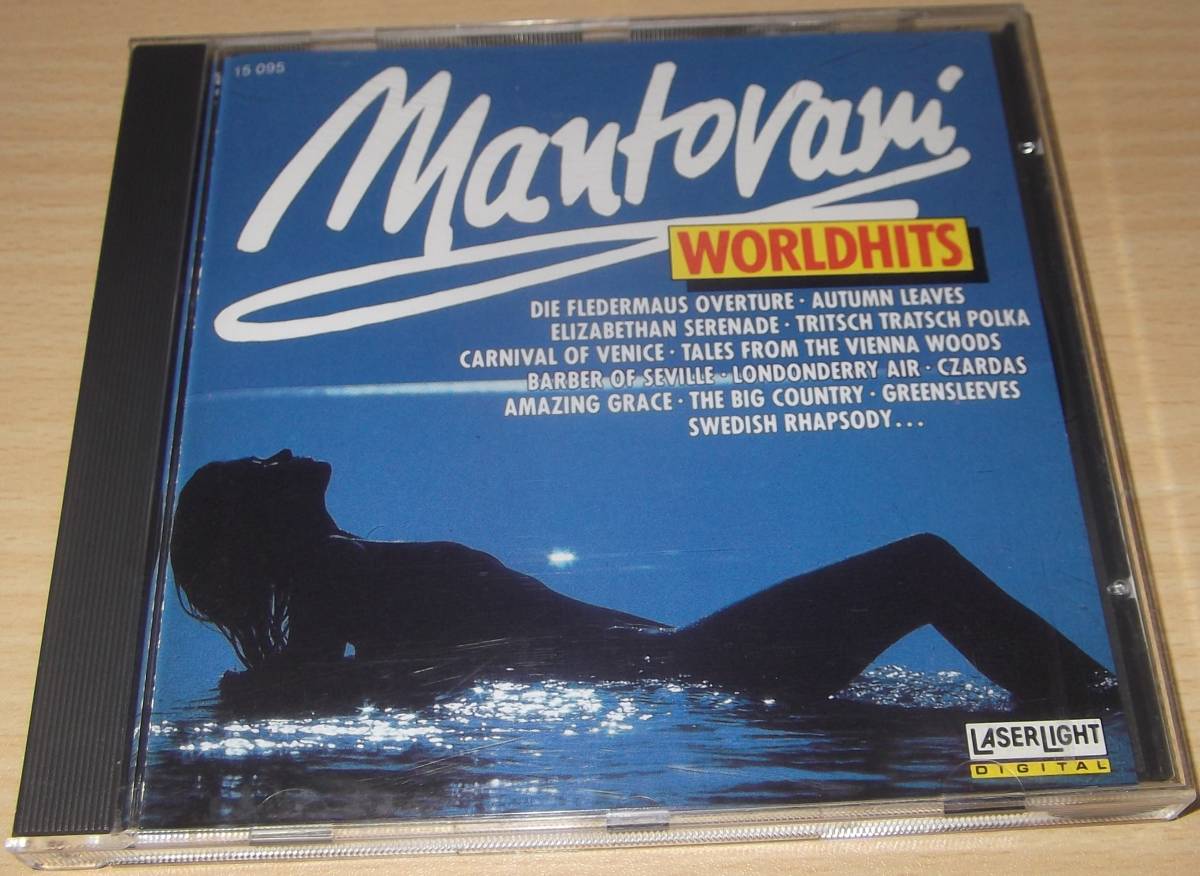 15 095
Mantovani
WORLDHITS
DIE FLEDERMAUS OVERTURE · AUTUMN LEAVES
ELIZABETHAN SERENADE · TRITSCH TRATSCH POLKA
CARNIVAL OF VENICE · TALES FROM THE VIENNA WOODS
BARBER OF SEVILLE · LONDONDERRY AIR · CZARDAS
AMAZING GRACE · THE BIG COUNTRY · GREENSLEEVES
SWEDISH RHAPSODY...
LASERLIGHT
DIGITAL